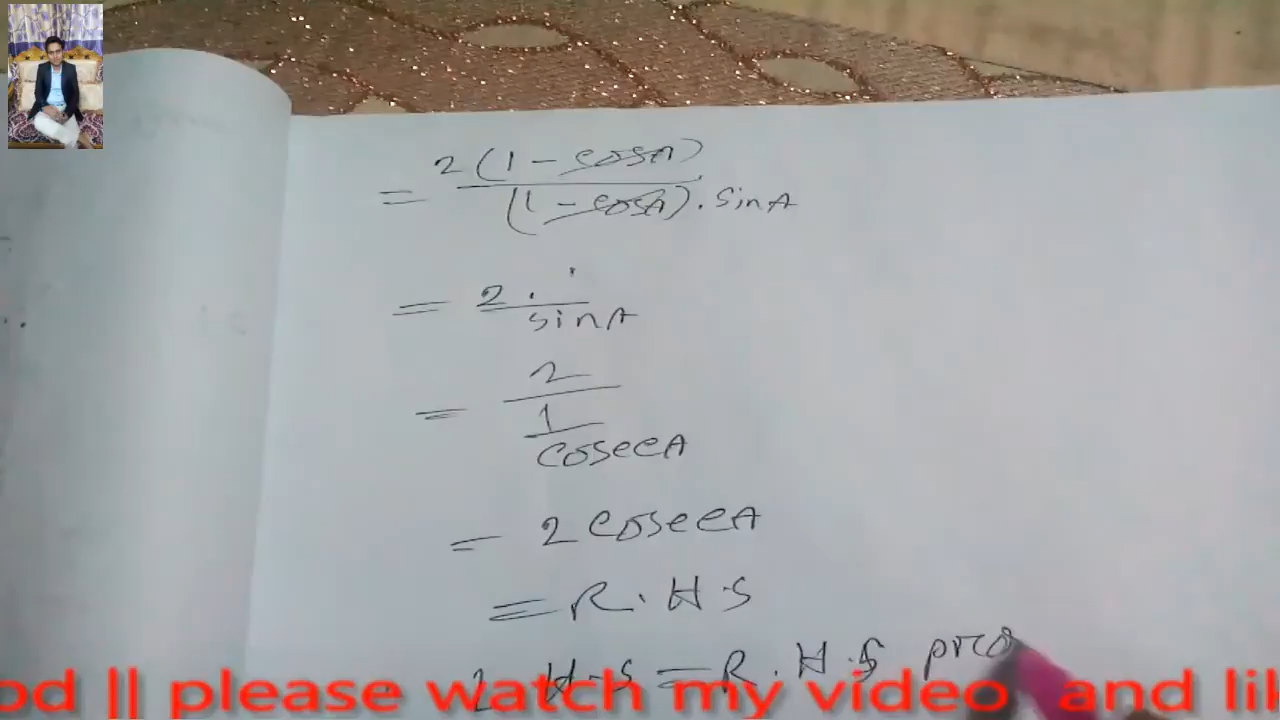 = 2(1 - cosA) / (1 - cosA) . sinA
= 2 . / sinA
= 2 / 1 / cosecA
= 2 cosecA
= R.H.S
L.H.S = R.H.S proo
od || please watch my video and lik